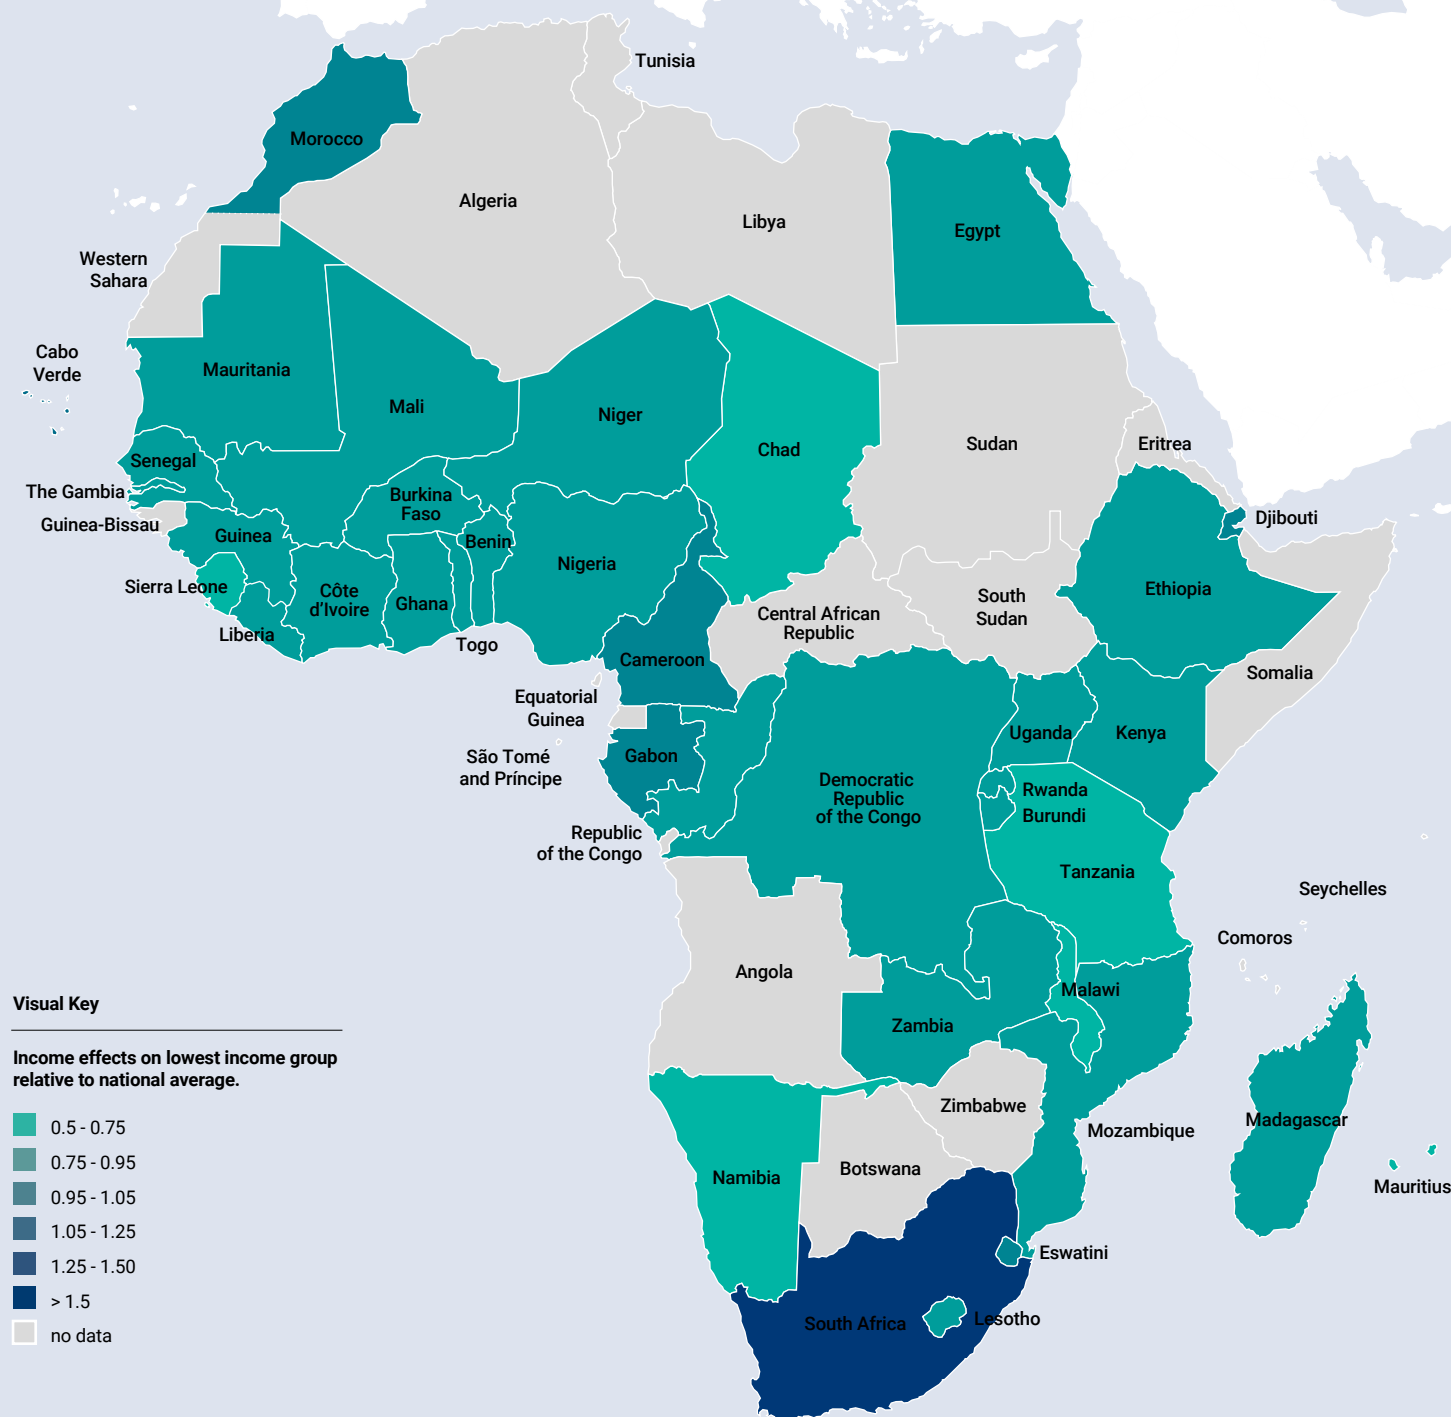 Tunisia
Morocco
Algeria
Libya
Egypt
Western
Sahara
Cabo
Verde
Mauritania
Mali
Niger
Chad
Sudan
Eritrea
Senegal
The Gambia
Burkina
Faso
Guinea-Bissau
Guinea
Benin
Djibouti
Nigeria
Sierra Leone
Côte
d'Ivoire
Ghana
Ethiopia
South
Sudan
Central African
Republic
Liberia
Togo
Cameroon
Somalia
Equatorial
Guinea
Uganda
Kenya
São Tomé
and Príncipe
Gabon
Democratic
Republic
of the Congo
Rwanda
Burundi
Republic
of the Congo
Tanzania
Seychelles
Comoros
Angola
Malawi
Zambia
Zimbabwe
Madagascar
Mozambique
Botswana
Namibia
Mauritius
Eswatini
South Africa
Lesotho
Visual Key
Income effects on lowest income group
relative to national average.
0.5 - 0.75
0.75 - 0.95
0.95 - 1.05
1.05 - 1.25
1.25 - 1.50
> 1.5
no data